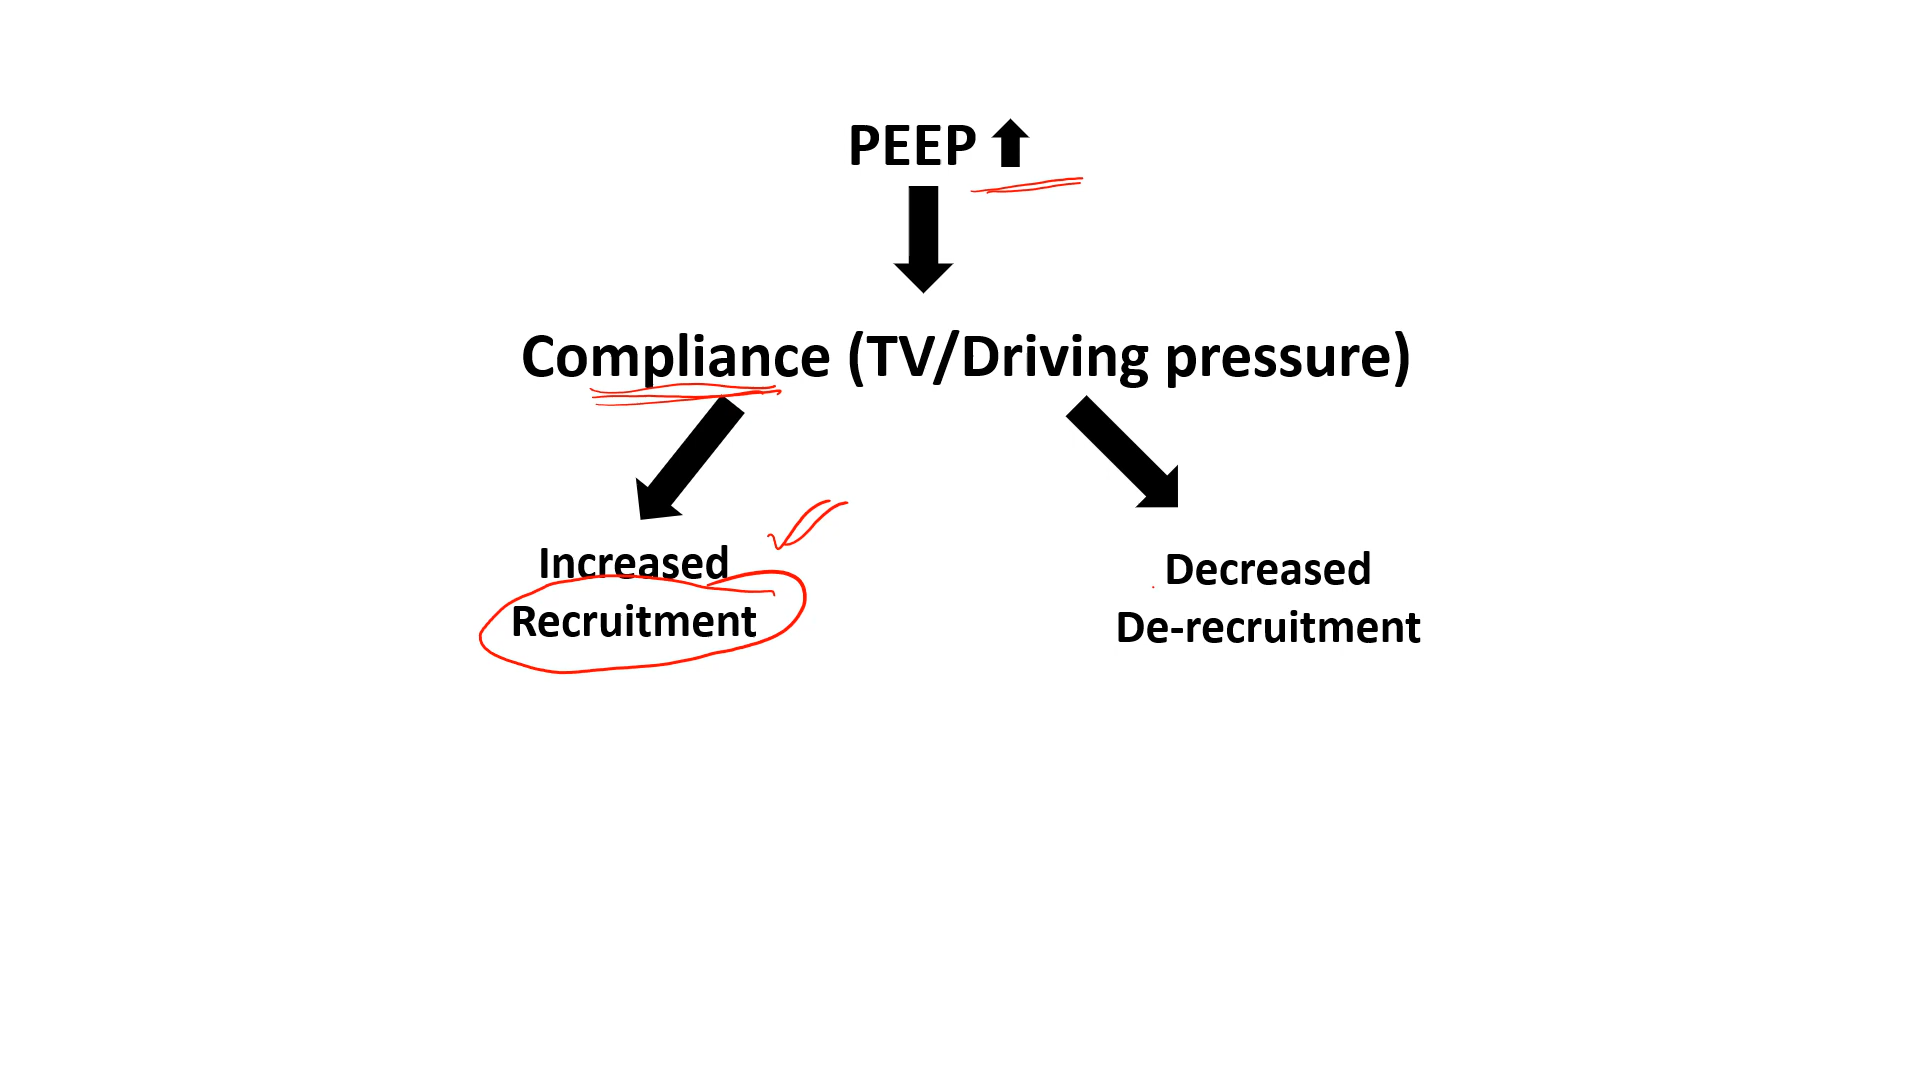 PEEP
Compliance (TV/Driving pressure)
Increased
Recruitment
Decreased
De-recruitment